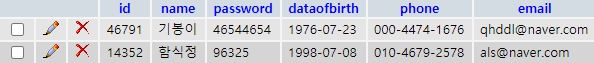 id name password dataofbirth phone email
46791 기봉이 46544654 1976-07-23 000-4474-1676 qhddl@naver.com
14352 함식정 96325 1998-07-08 010-4679-2578 als@naver.com